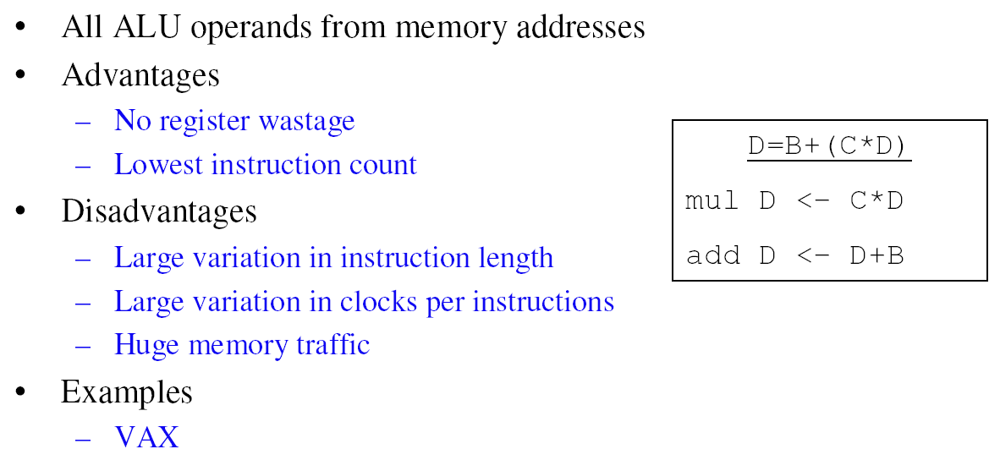 • All ALU operands from memory addresses
• Advantages
– No register wastage
– Lowest instruction count
• Disadvantages
– Large variation in instruction length
– Large variation in clocks per instructions
– Huge memory traffic
• Examples
– VAX
D=B+(C*D)
mul D <- C*D
add D <- D+B